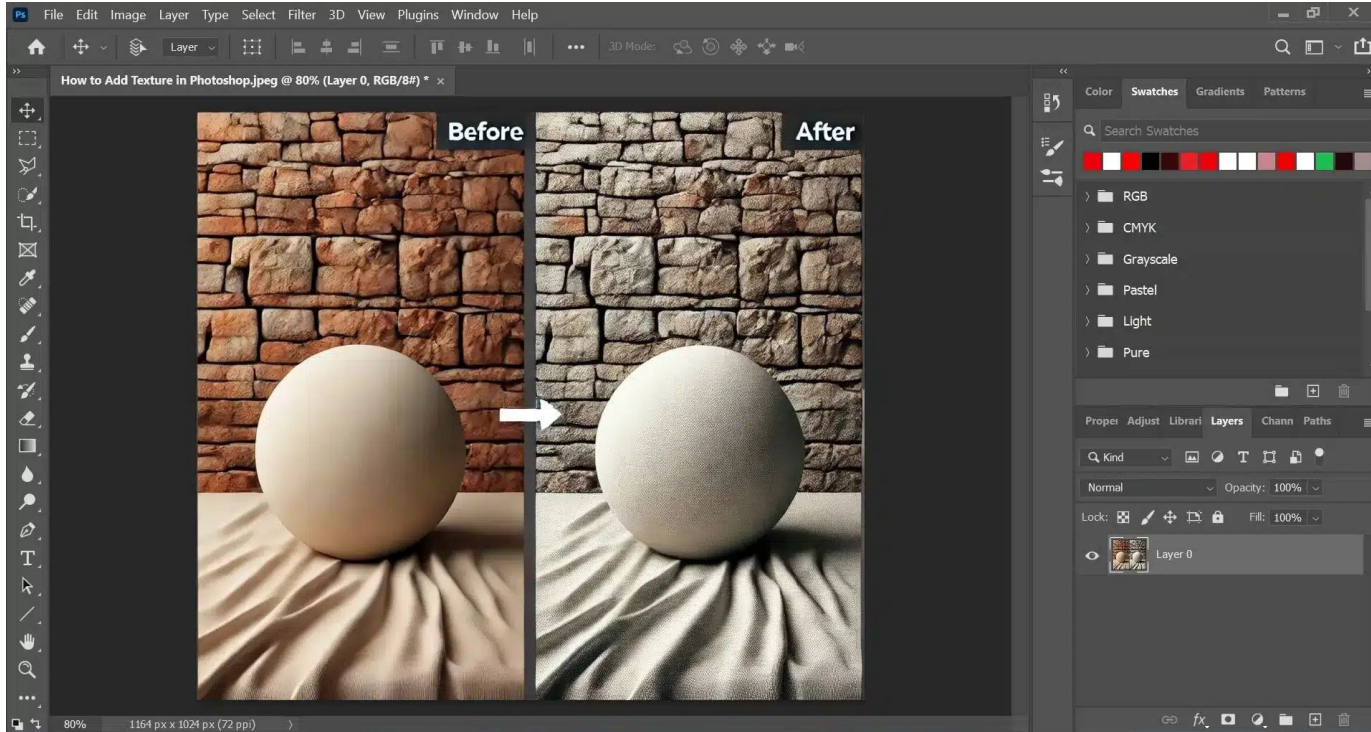 Ps File Edit Image Layer Type Select Filter 3D View Plugins Window Help
Layer 3D Mode:
How to Add Texture in Photoshop.jpeg @ 80% (Layer 0, RGB/8#) * ×
Before
After
Color Swatches Gradients Patterns
Search Swatches
RGB
CMYK
Grayscale
Pastel
Light
Pure
Proper Adjust Librari Layers Chann Paths
Kind
Normal Opacity: 100%
Lock: Fill: 100%
Layer 0
fx
80% 1164 px x 1024 px (72 ppi)